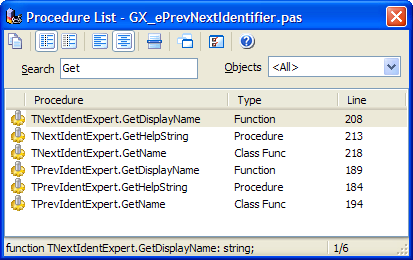 Procedure List - GX_ePrevNextIdentifier.pas
Search Get Objects <All>
Procedure Type Line
TNextIdentExpert.GetDisplayName Function 208
TNextIdentExpert.GetHelpString Procedure 213
TNextIdentExpert.GetName Class Func 218
TPrevIdentExpert.GetDisplayName Function 189
TPrevIdentExpert.GetHelpString Procedure 184
TPrevIdentExpert.GetName Class Func 194
function TNextIdentExpert.GetDisplayName: string; 1/6